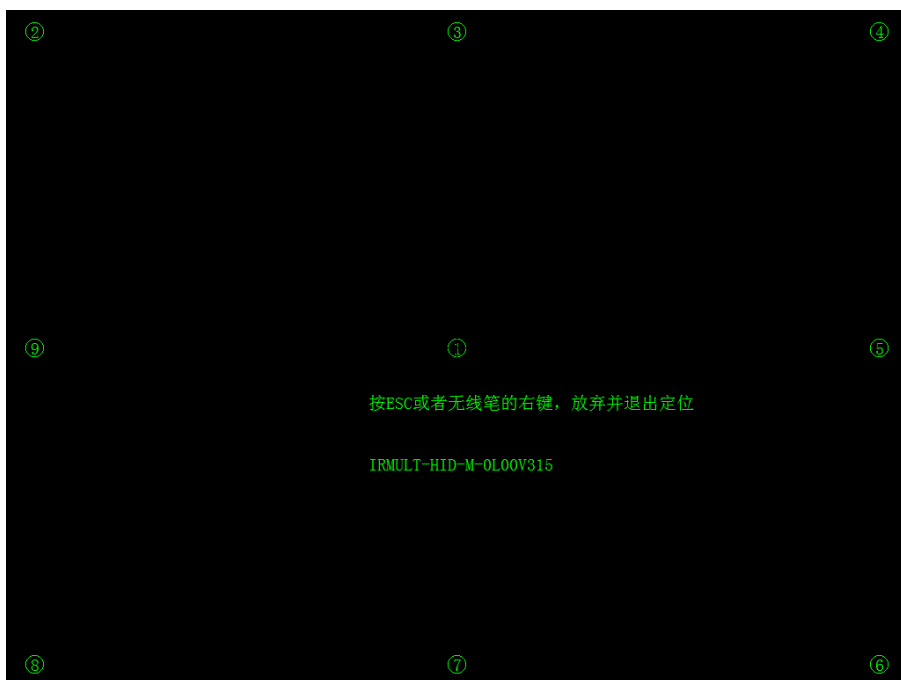 ② ③ ④
⑨ ① ⑤
按ESC或者无线笔的右键，放弃并退出定位
IRMULT-HID-M-OL00V315
⑧ ⑦ ⑥